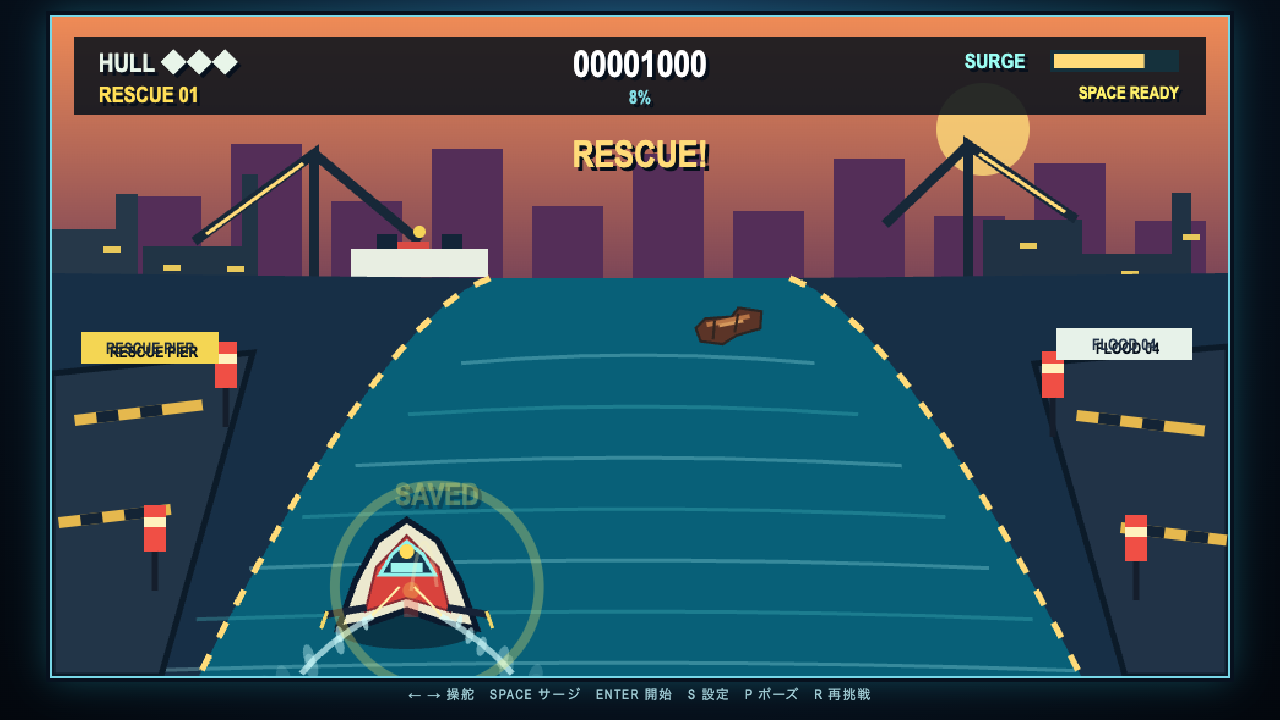 HULL
RESCUE 01
00001000
8%
SURGE
SPACE READY
RESCUE!
RESCUE PIER
FLOOD 04
SAVED
← → 操舵 SPACE サージ ENTER 開始 S 設定 P ポーズ R 再挑戦